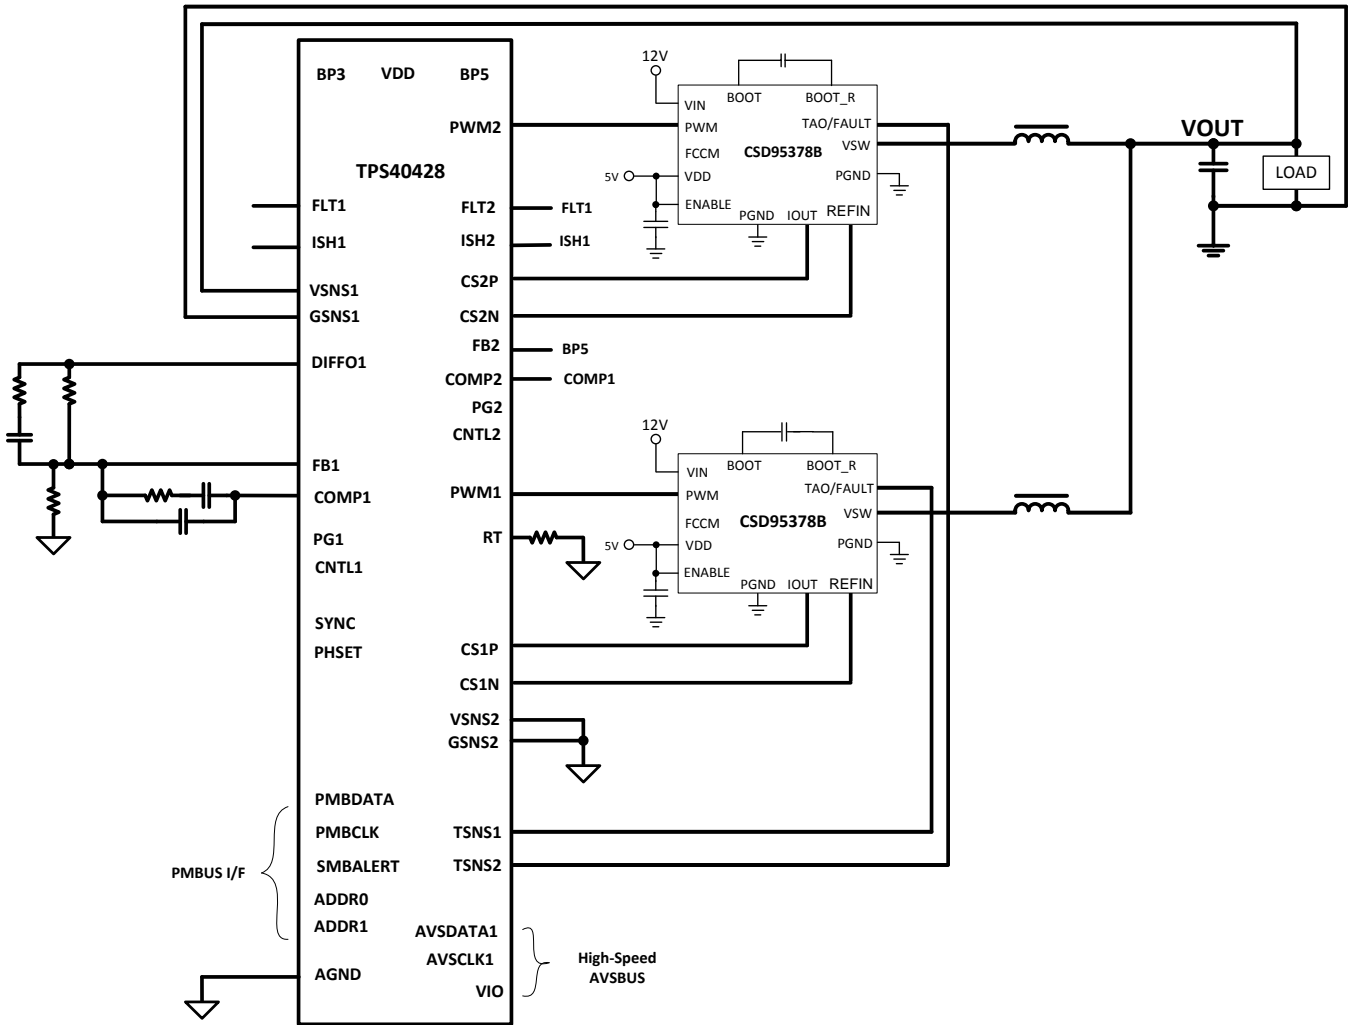 BP3 VDD BP5
TPS40428
PWM2
FLT1
ISH1
VSNS1
GSNS1
DIFFO1
FB1
COMP1
PG1
CNTL1
SYNC
PHSET
PMBDATA
PMBCLK
SMBALERT
ADDR0
ADDR1
AGND
PMBUS I/F
FLT2 FLT1
ISH2 ISH1
CS2P
CS2N
FB2 BP5
COMP2 COMP1
PG2
CNTL2
PWM1
RT
CS1P
CS1N
VSNS2
GSNS2
TSNS1
TSNS2
AVSDATA1
AVSCLK1
VIO
High-Speed
AVSBUS
12V
BOOT BOOT_R
VIN
TAO/FAULT
PWM
CSD95378B
VSW
FCCM
5V
VDD
PGND
ENABLE
PGND IOUT REFIN
12V
BOOT BOOT_R
VIN
TAO/FAULT
PWM
CSD95378B
VSW
FCCM
5V
VDD
PGND
ENABLE
PGND IOUT REFIN
VOUT
LOAD